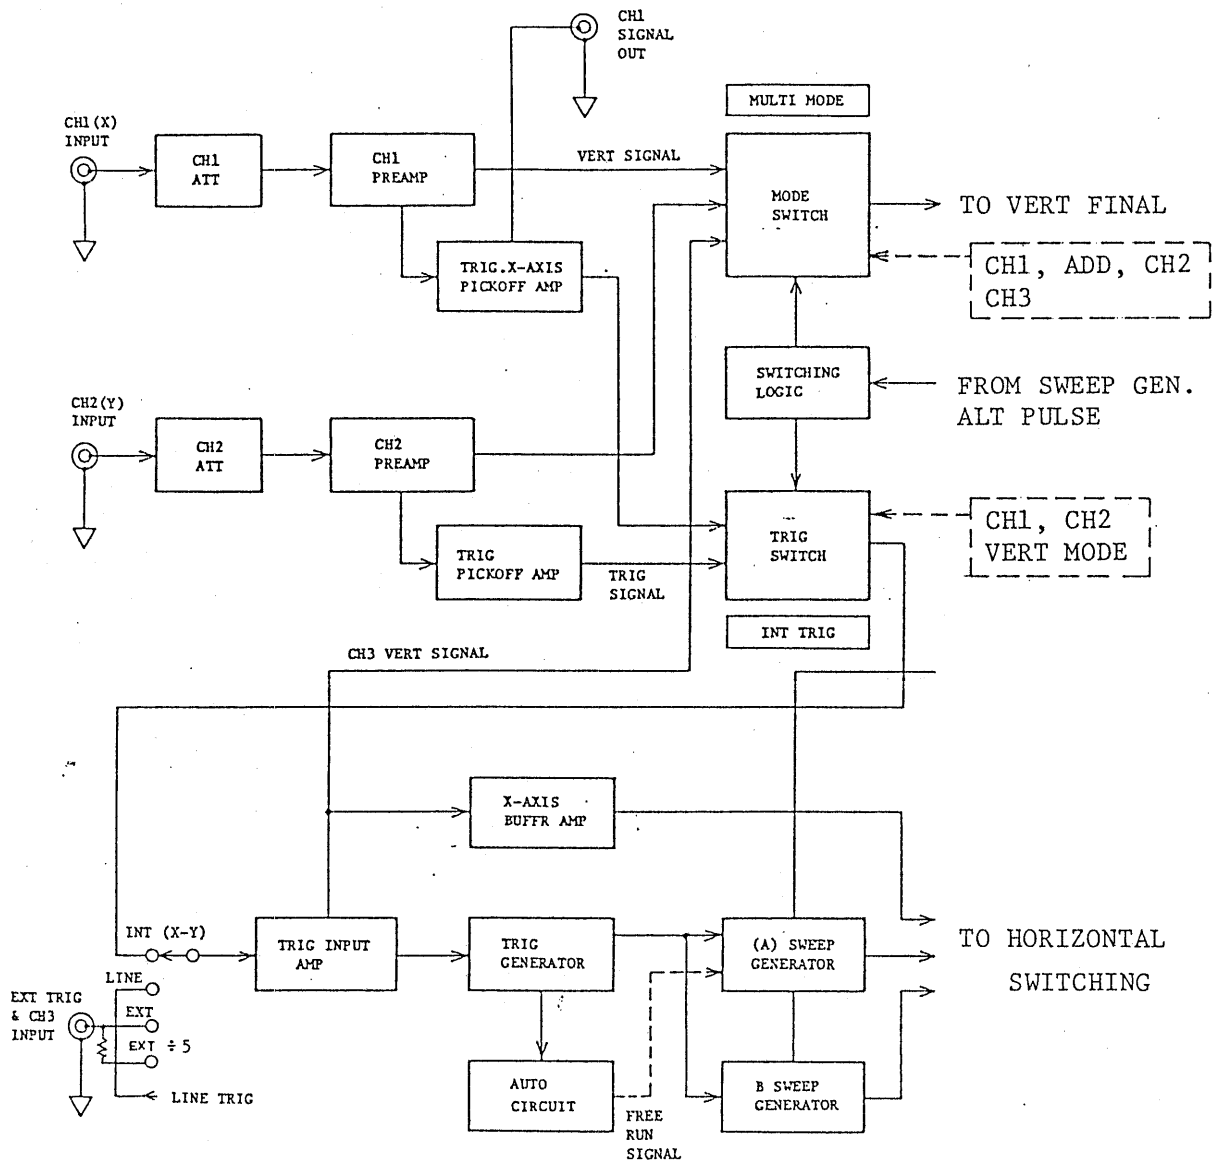 CH1
SIGNAL
OUT
MULTI MODE
CH1(X)
INPUT
CH1
ATT
CH1
PREAMP
VERT SIGNAL
MODE
SWITCH
TO VERT FINAL
TRIG.X-AXIS
PICKOFF AMP
CH1, ADD, CH2
CH3
SWITCHING
LOGIC
FROM SWEEP GEN.
ALT PULSE
CH2(Y)
INPUT
CH2
ATT
CH2
PREAMP
TRIG
PICKOFF AMP
TRIG
SIGNAL
TRIG
SWITCH
CH1, CH2
VERT MODE
INT TRIG
CH3 VERT SIGNAL
X-AXIS
BUFFR AMP
INT (X-Y)
TRIG INPUT
AMP
TRIG
GENERATOR
(A) SWEEP
GENERATOR
TO HORIZONTAL
SWITCHING
LINE
EXT TRIG
& CH3
INPUT
EXT
EXT ÷5
LINE TRIG
AUTO
CIRCUIT
FREE
RUN
SIGNAL
B SWEEP
GENERATOR